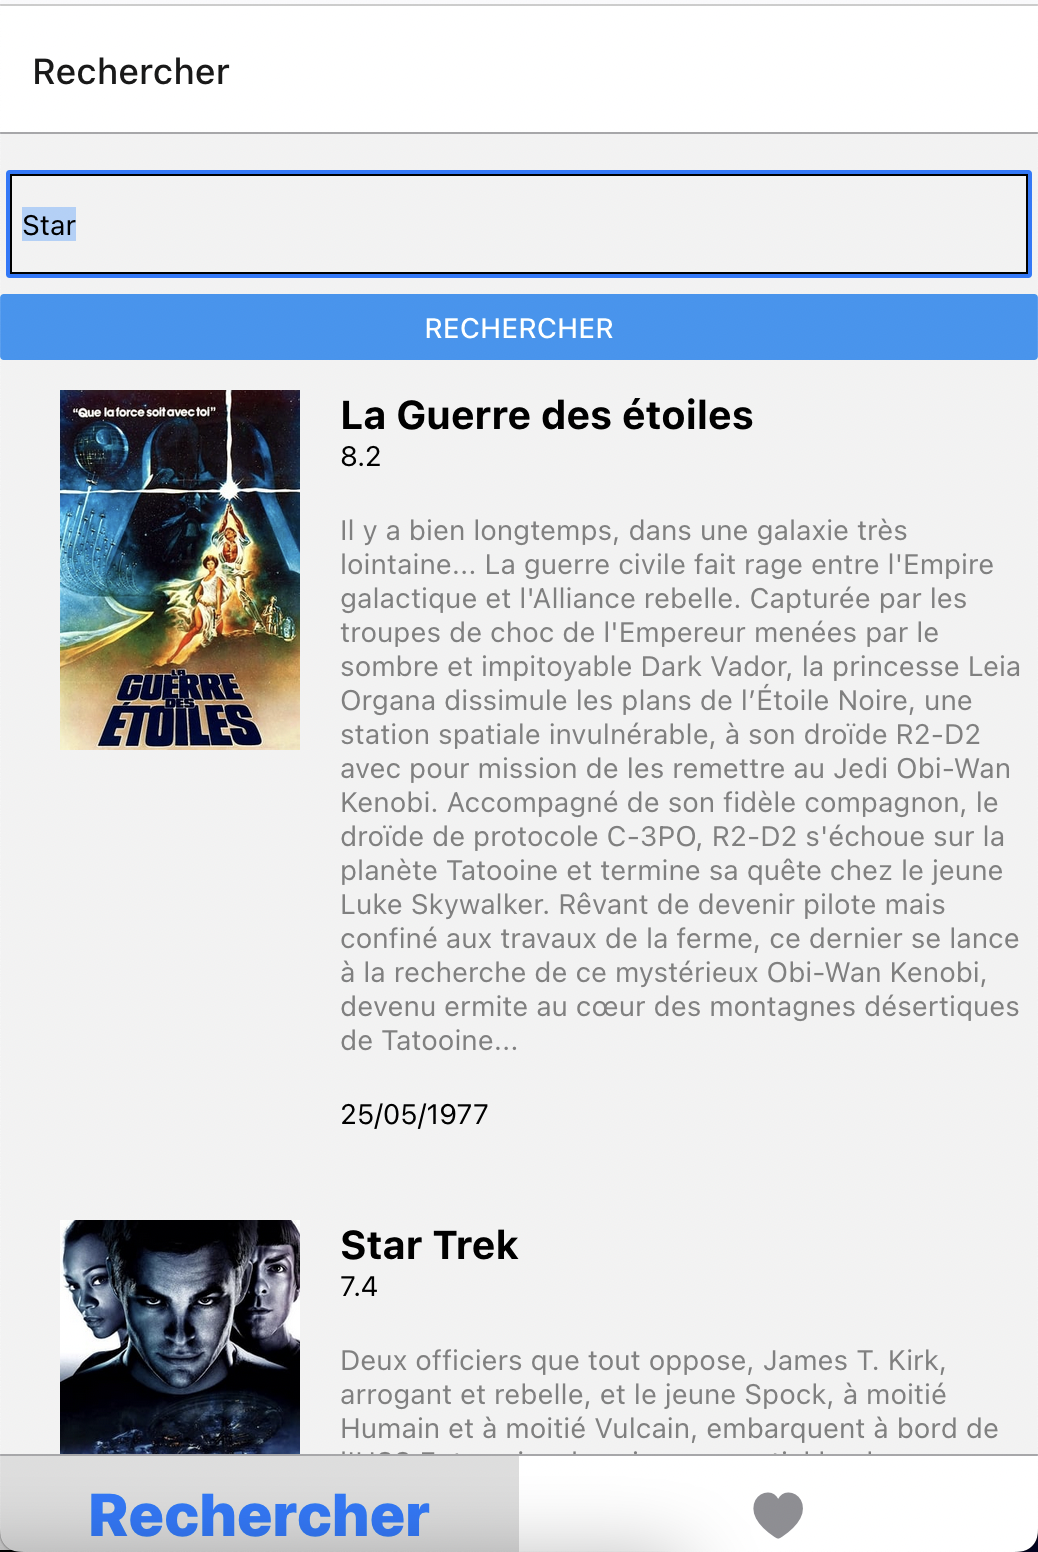 Rechercher
Star
RECHERCHER
"Que la force soit avec toi"
LA
GUERRE
DES
ÉTOILES
La Guerre des étoiles
8.2
Il y a bien longtemps, dans une galaxie très
lointaine... La guerre civile fait rage entre l'Empire
galactique et l'Alliance rebelle. Capturée par les
troupes de choc de l'Empereur menées par le
sombre et impitoyable Dark Vador, la princesse Leia
Organa dissimule les plans de l’Étoile Noire, une
station spatiale invulnérable, à son droïde R2-D2
avec pour mission de les remettre au Jedi Obi-Wan
Kenobi. Accompagné de son fidèle compagnon, le
droïde de protocole C-3PO, R2-D2 s'échoue sur la
planète Tatooine et termine sa quête chez le jeune
Luke Skywalker. Rêvant de devenir pilote mais
confiné aux travaux de la ferme, ce dernier se lance
à la recherche de ce mystérieux Obi-Wan Kenobi,
devenu ermite au cœur des montagnes désertiques
de Tatooine...
25/05/1977
Star Trek
7.4
Deux officiers que tout oppose, James T. Kirk,
arrogant et rebelle, et le jeune Spock, à moitié
Humain et à moitié Vulcain, embarquent à bord de
Rechercher